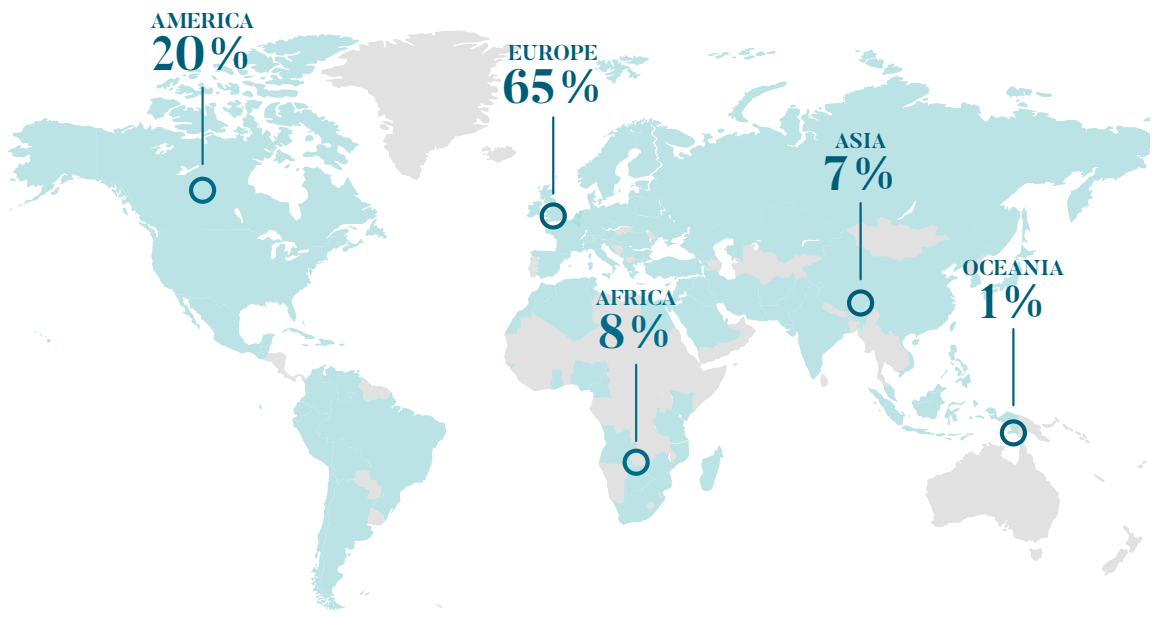 AMERICA
20%
EUROPE
65%
ASIA
7%
OCEANIA
1%
AFRICA
8%